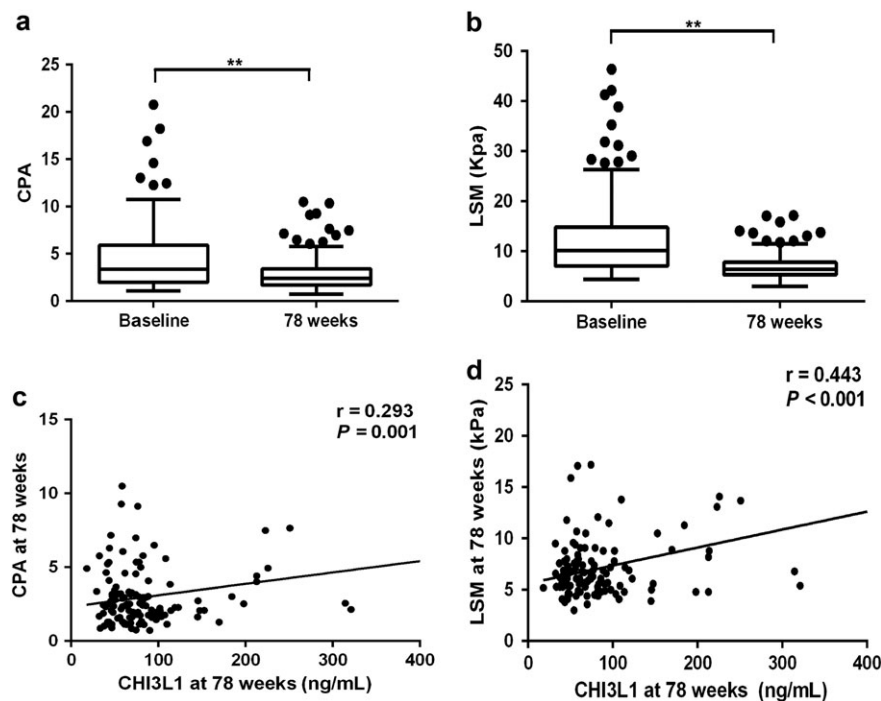 a
**
CPA
25
20
15
10
5
0
Baseline
78 weeks
b
**
LSM (Kpa)
50
40
30
20
10
0
Baseline
78 weeks
c
r = 0.293
P = 0.001
CPA at 78 weeks
15
10
5
0
0
100
200
300
400
CHI3L1 at 78 weeks (ng/mL)
d
r = 0.443
P < 0.001
LSM at 78 weeks (kPa)
25
20
15
10
5
0
0
100
200
300
400
CHI3L1 at 78 weeks (ng/mL)